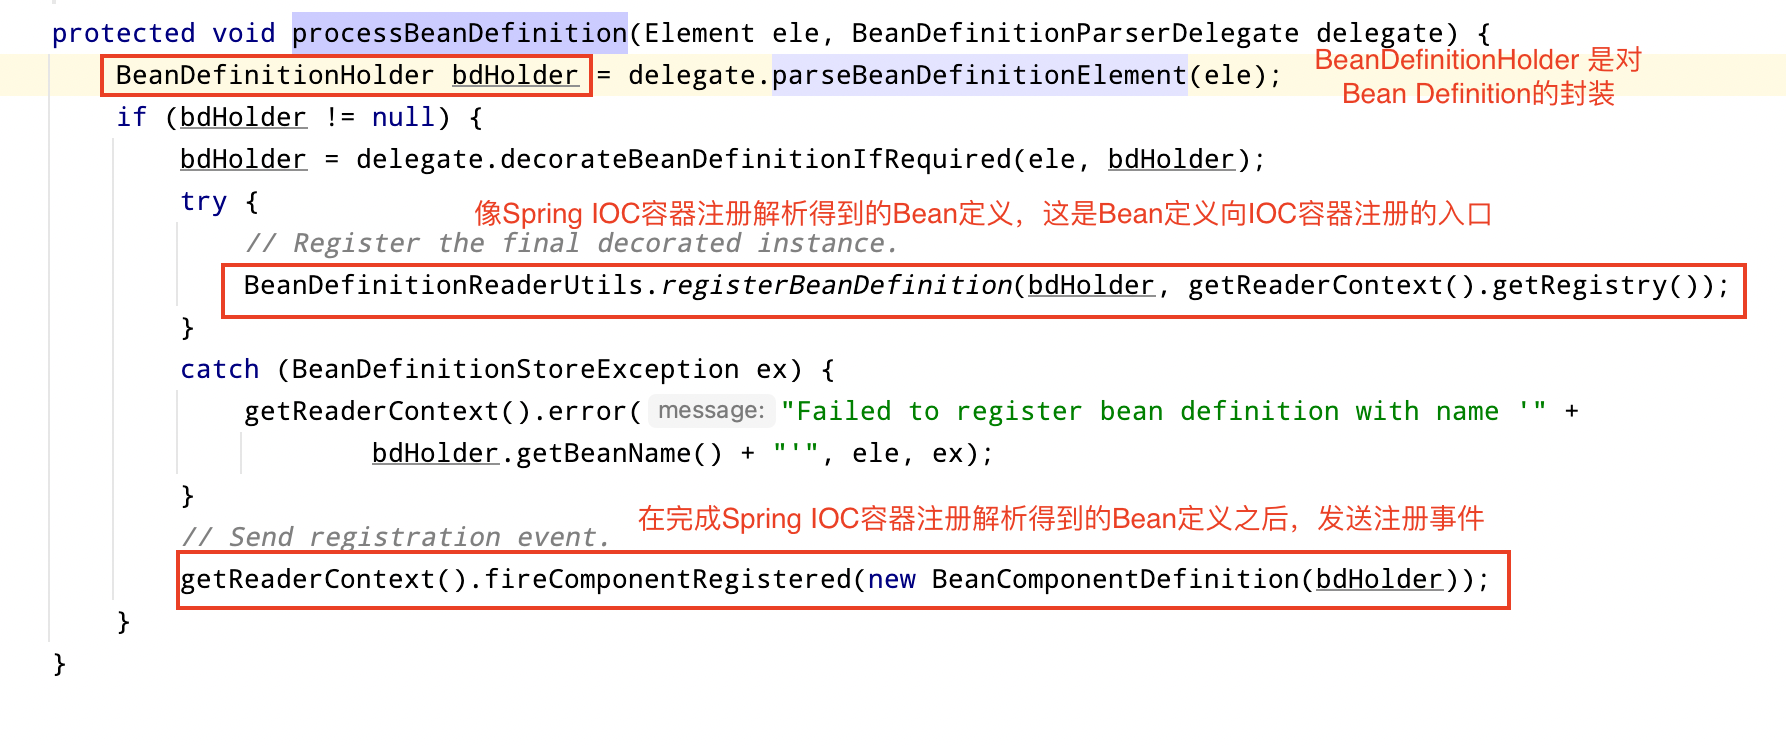 protected void processBeanDefinition(Element ele, BeanDefinitionParserDelegate delegate) {
BeanDefinitionHolder bdHolder = delegate.parseBeanDefinitionElement(ele);
BeanDefinitionHolder 是对
Bean Definition的封装
if (bdHolder != null) {
bdHolder = delegate.decorateBeanDefinitionIfRequired(ele, bdHolder);
try {
像Spring IOC容器注册解析得到的Bean定义，这是Bean定义向IOC容器注册的入口
// Register the final decorated instance.
BeanDefinitionReaderUtils.registerBeanDefinition(bdHolder, getReaderContext().getRegistry());
}
catch (BeanDefinitionStoreException ex) {
getReaderContext().error( message: "Failed to register bean definition with name '" +
bdHolder.getBeanName() + "'", ele, ex);
}
在完成Spring IOC容器注册解析得到的Bean定义之后，发送注册事件
// Send registration event.
getReaderContext().fireComponentRegistered(new BeanComponentDefinition(bdHolder));
}
}